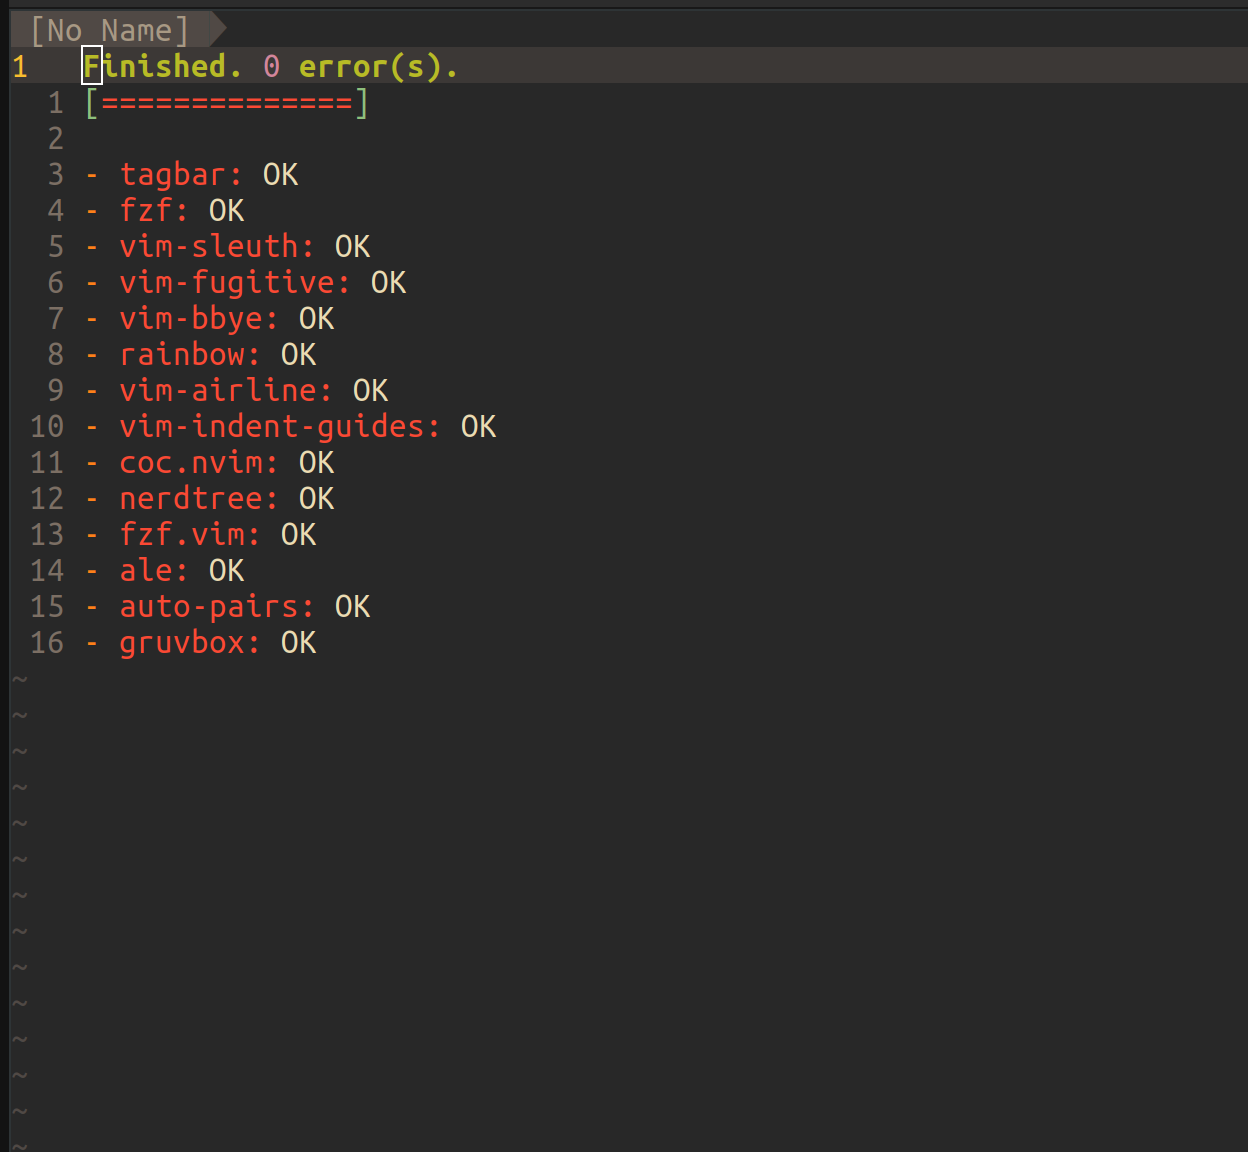 [No Name]
1 Finished. 0 error(s).
1 [==============]
2
3 - tagbar: OK
4 - fzf: OK
5 - vim-sleuth: OK
6 - vim-fugitive: OK
7 - vim-bbye: OK
8 - rainbow: OK
9 - vim-airline: OK
10 - vim-indent-guides: OK
11 - coc.nvim: OK
12 - nerdtree: OK
13 - fzf.vim: OK
14 - ale: OK
15 - auto-pairs: OK
16 - gruvbox: OK
~
~
~
~
~
~
~
~
~
~
~
~
~
~